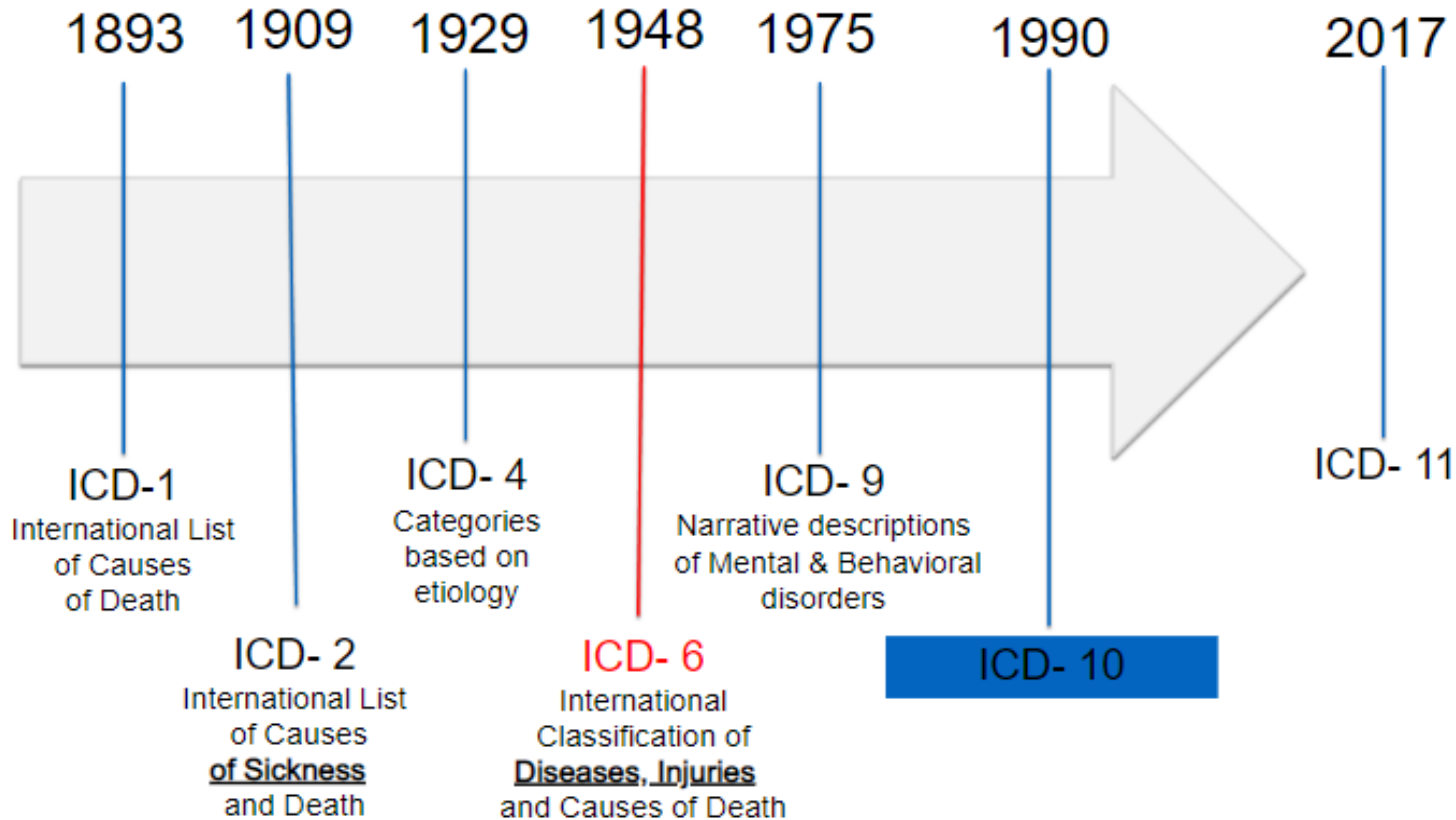 1893
1909
1929
1948
1975
1990
2017
ICD-1
International List
of Causes
of Death
ICD- 2
International List
of Causes
of Sickness
and Death
ICD- 4
Categories
based on
etiology
ICD- 6
International
Classification of
Diseases, Injuries
and Causes of Death
ICD- 9
Narrative descriptions
of Mental & Behavioral
disorders
ICD- 10
ICD- 11